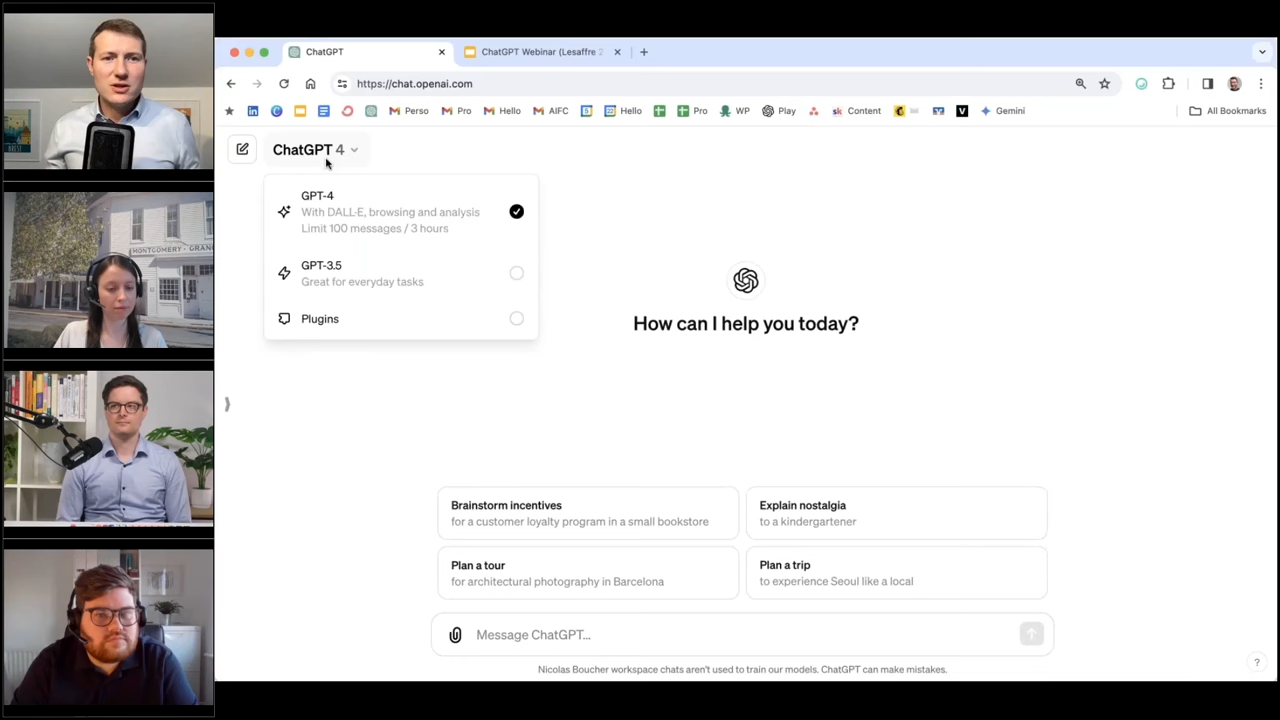 ChatGPT
ChatGPT Webinar (Lesaffre 2
https://chat.openai.com
Perso
Pro
Hello
AIFC
Hello
Pro
WP
Play
sk Content
V
Gemini
All Bookmarks
ChatGPT 4
GPT-4
With DALL·E, browsing and analysis
Limit 100 messages / 3 hours
GPT-3.5
Great for everyday tasks
Plugins
How can I help you today?
Brainstorm incentives
for a customer loyalty program in a small bookstore
Explain nostalgia
to a kindergartener
Plan a tour
for architectural photography in Barcelona
Plan a trip
to experience Seoul like a local
Message ChatGPT...
Nicolas Boucher workspace chats aren't used to train our models. ChatGPT can make mistakes.
?